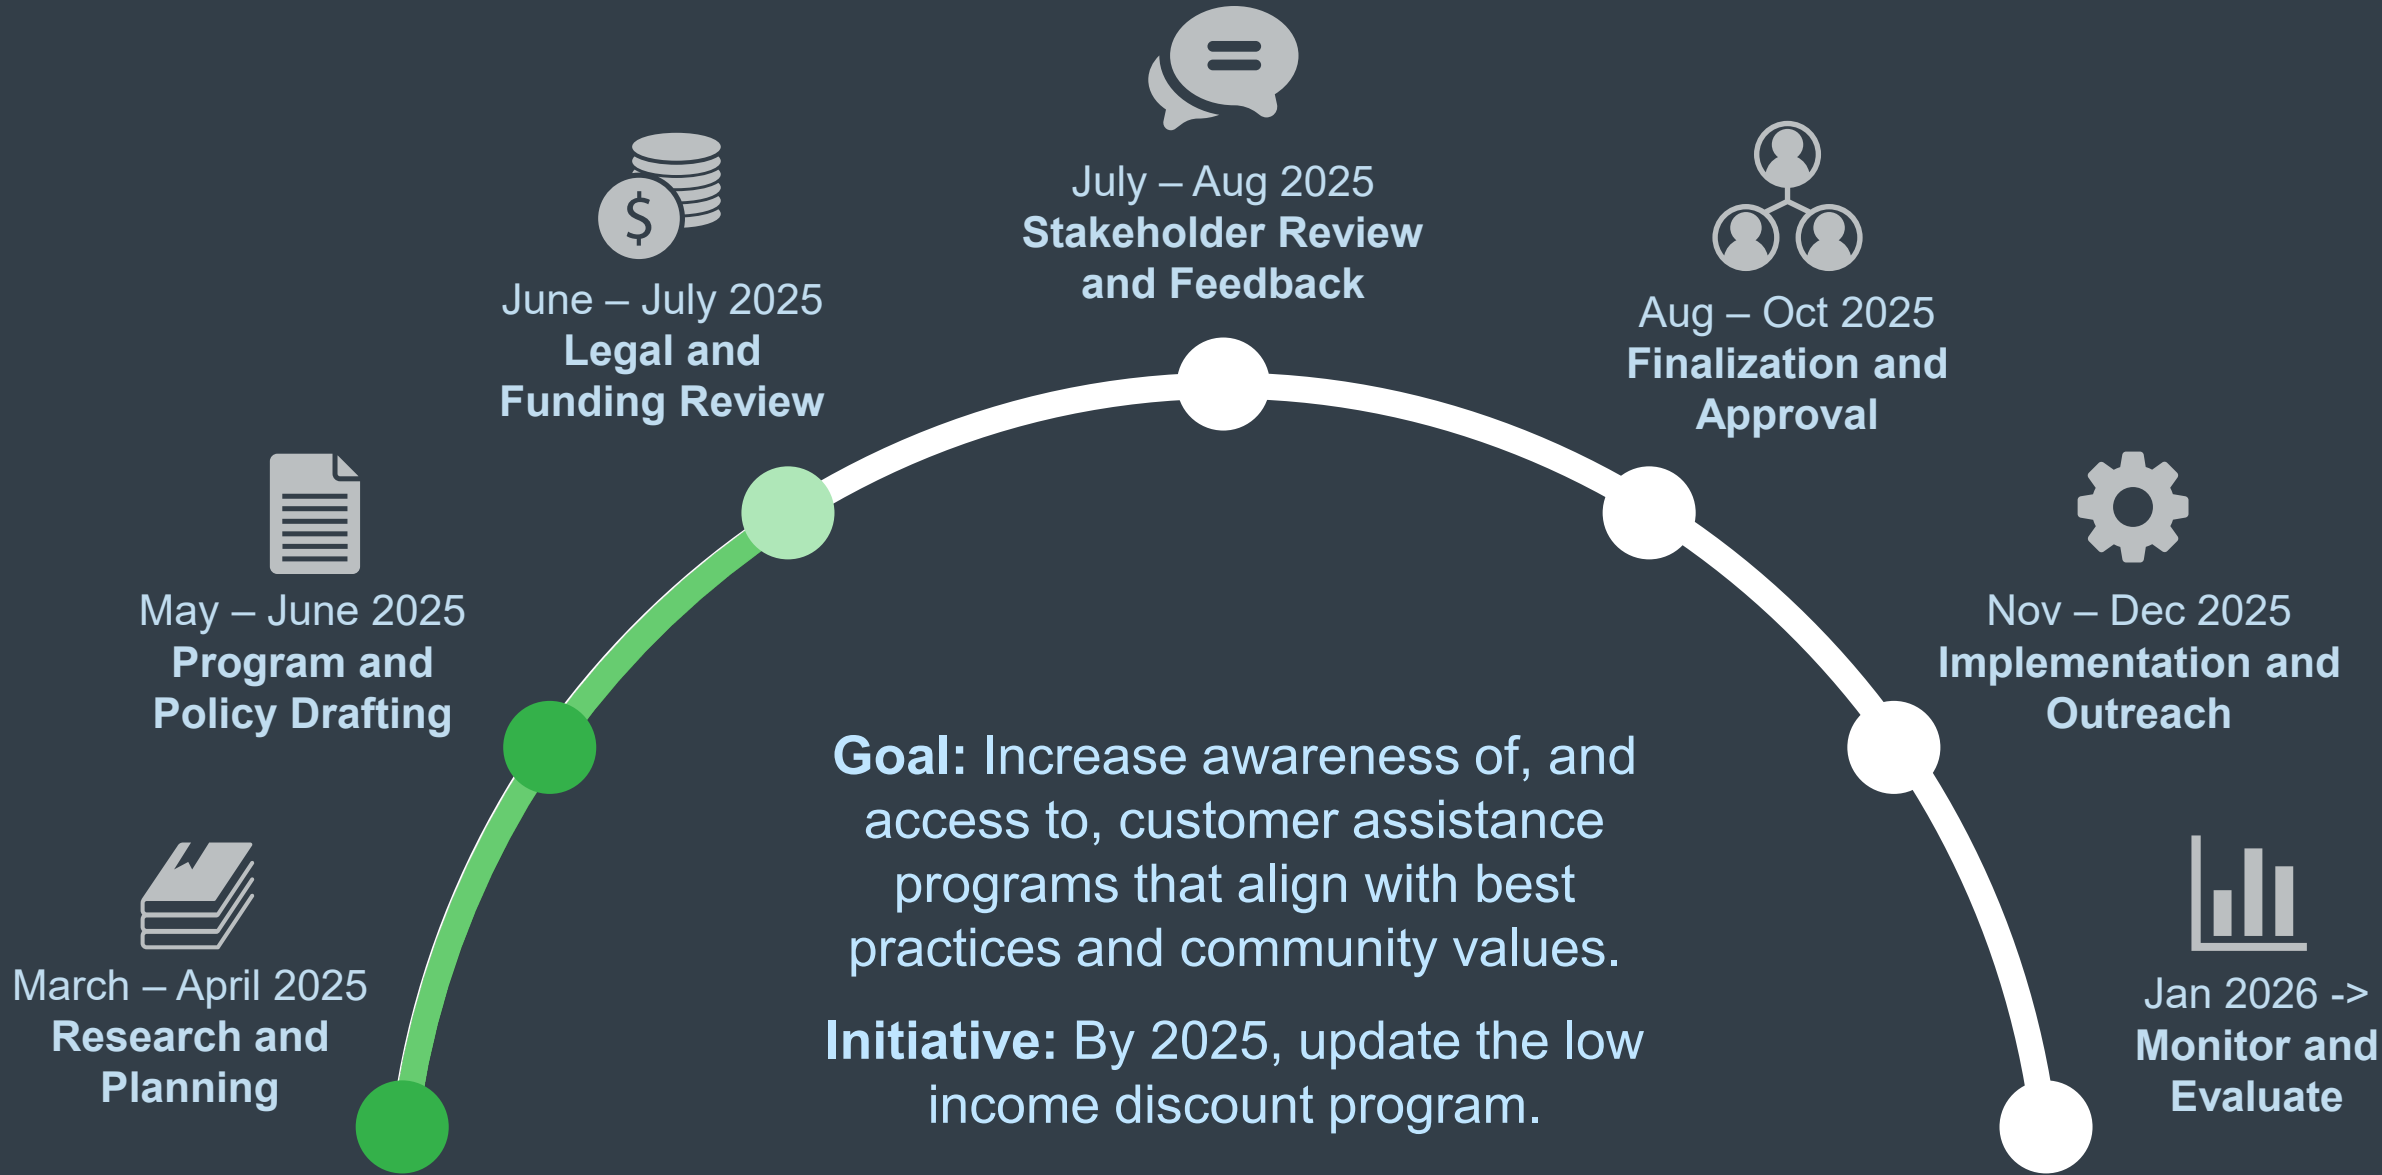 March – April 2025
Research and
Planning
May – June 2025
Program and
Policy Drafting
$
June – July 2025
Legal and
Funding Review
July – Aug 2025
Stakeholder Review
and Feedback
Aug – Oct 2025
Finalization and
Approval
Nov – Dec 2025
Implementation and
Outreach
Jan 2026 ->
Monitor and
Evaluate
Goal: Increase awareness of, and
access to, customer assistance
programs that align with best
practices and community values.
Initiative: By 2025, update the low
income discount program.